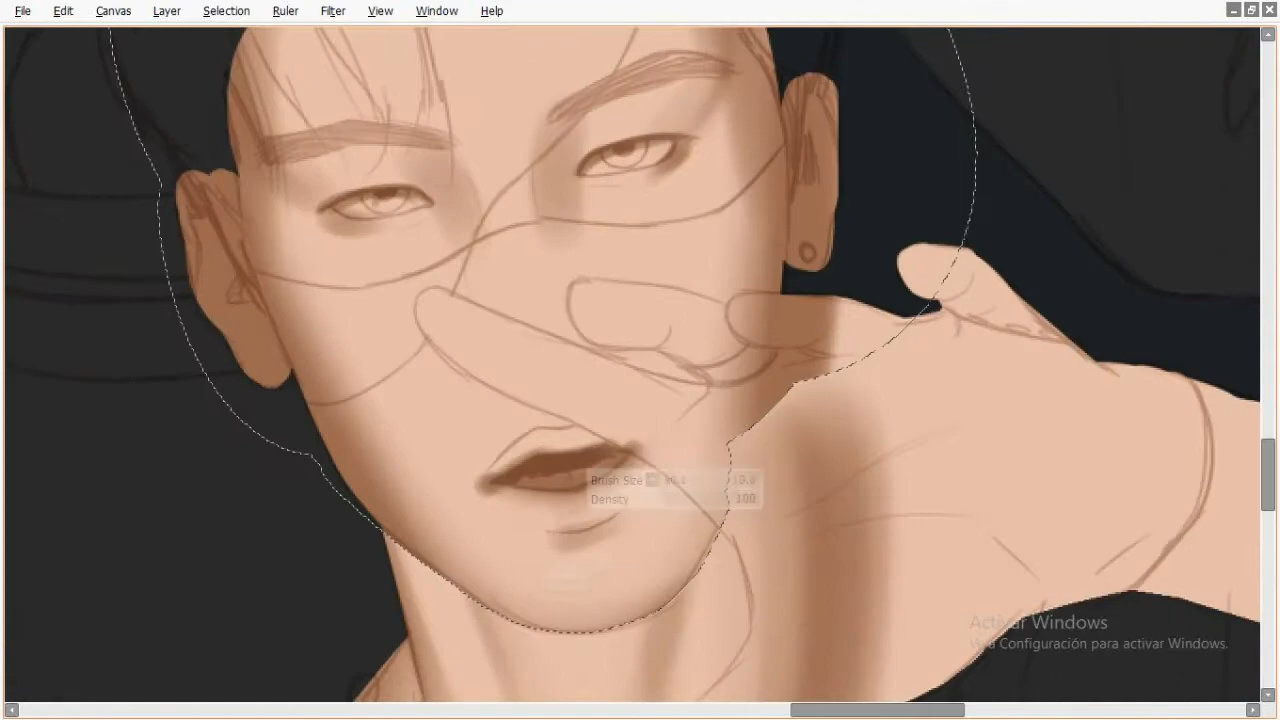 File Edit Canvas Layer Selection Ruler Filter View Window Help
Brush Size
Density 100
Activar Windows
Ve a Configuración para activar Windows.